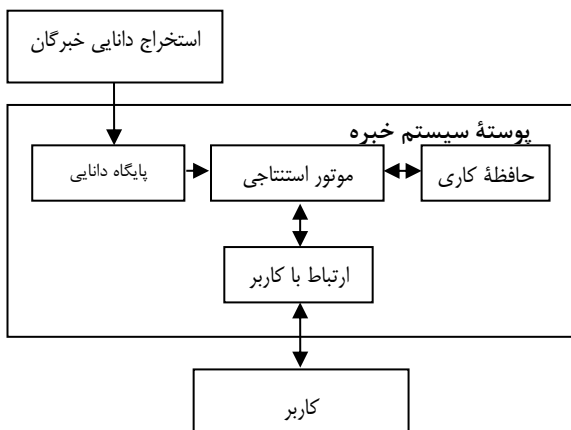 استخراج دانایی خبرگان
پوستهٔ سیستم خبره
حافظهٔ کاری
موتور استنتاجی
پایگاه دانایی
ارتباط با کاربر
کاربر